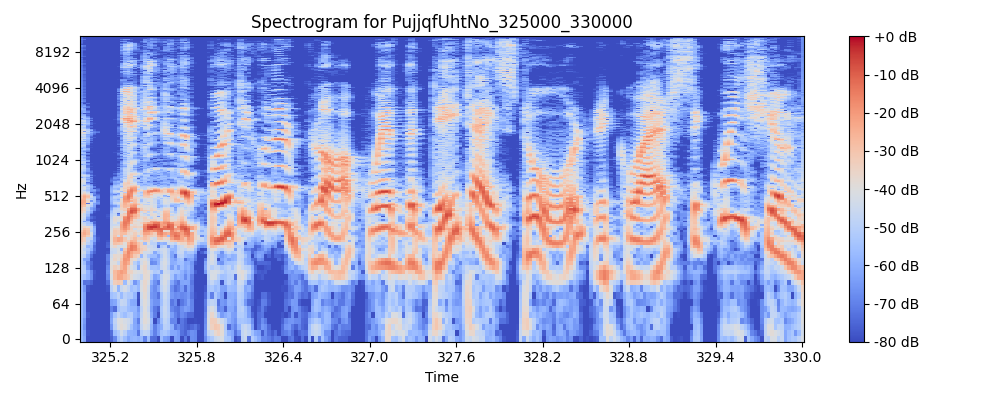 Spectrogram for PujjqfUhtNo_325000_330000
Hz
8192
4096
2048
1024
512
256
128
64
0
325.2 325.8 326.4 327.0 327.6 328.2 328.8 329.4 330.0
Time
+0 dB
-10 dB
-20 dB
-30 dB
-40 dB
-50 dB
-60 dB
-70 dB
-80 dB